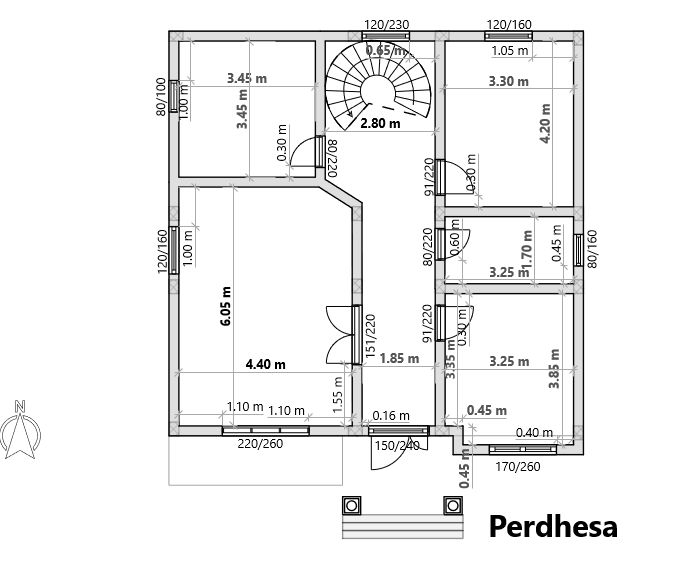 120/230
120/160
0.65 m
1.05 m
3.45 m
3.30 m
80/100
1.00 m
3.45 m
4.20 m
2.80 m
0.30 m
80/220
91/220
0.30 m
120/160
1.00 m
80/220
0.60 m
1.70 m
0.45 m
80/160
3.25 m
6.05 m
151/220
91/220
0.30 m
1.85 m
3.35 m
3.25 m
3.85 m
4.40 m
1.10 m
1.10 m
1.55 m
0.16 m
0.45 m
0.40 m
220/260
150/240
0.45 m
170/260
N
Perdhesa